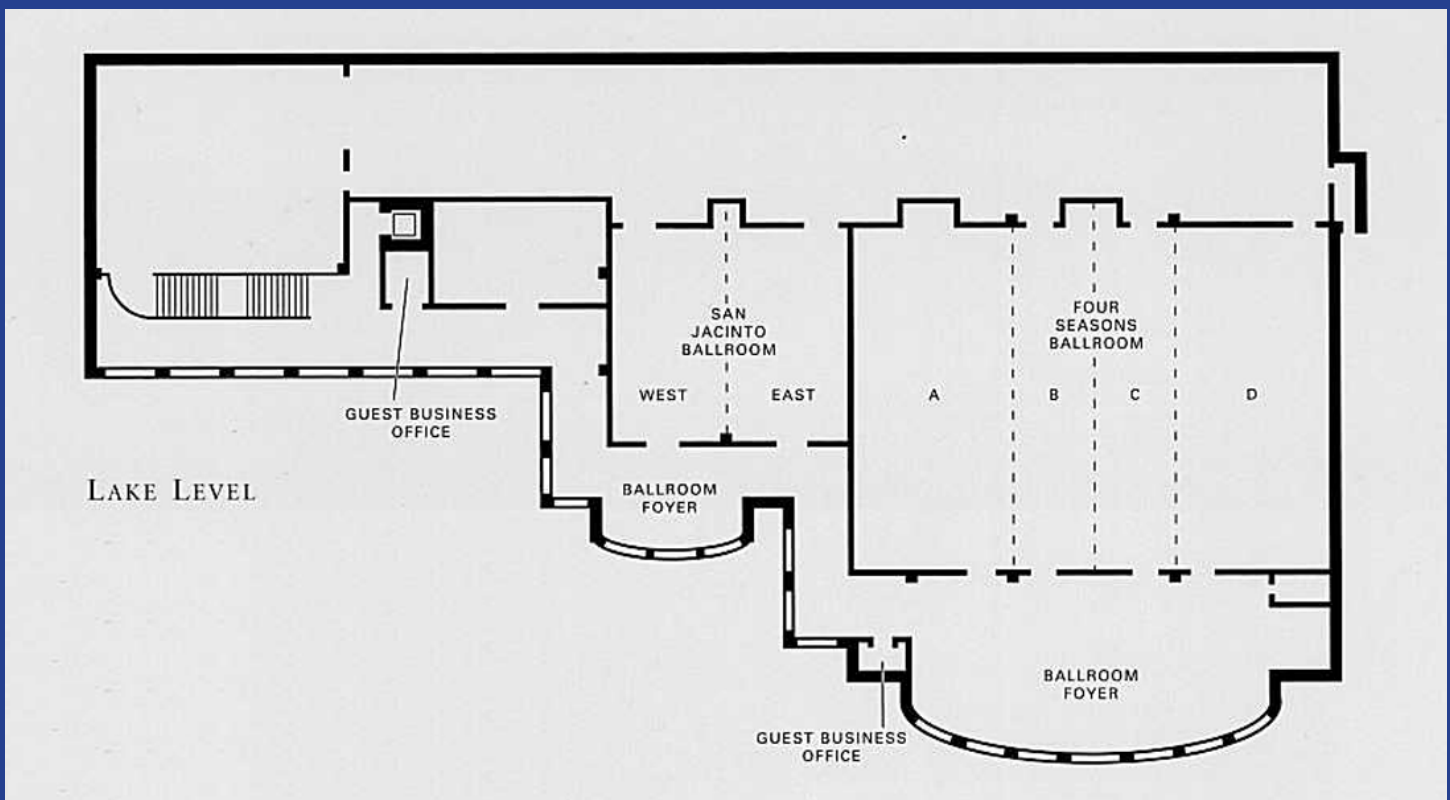 SAN
JACINTO
BALLROOM
FOUR
SEASONS
BALLROOM
WEST
EAST
A
B
C
D
GUEST BUSINESS
OFFICE
LAKE LEVEL
BALLROOM
FOYER
BALLROOM
FOYER
GUEST BUSINESS
OFFICE